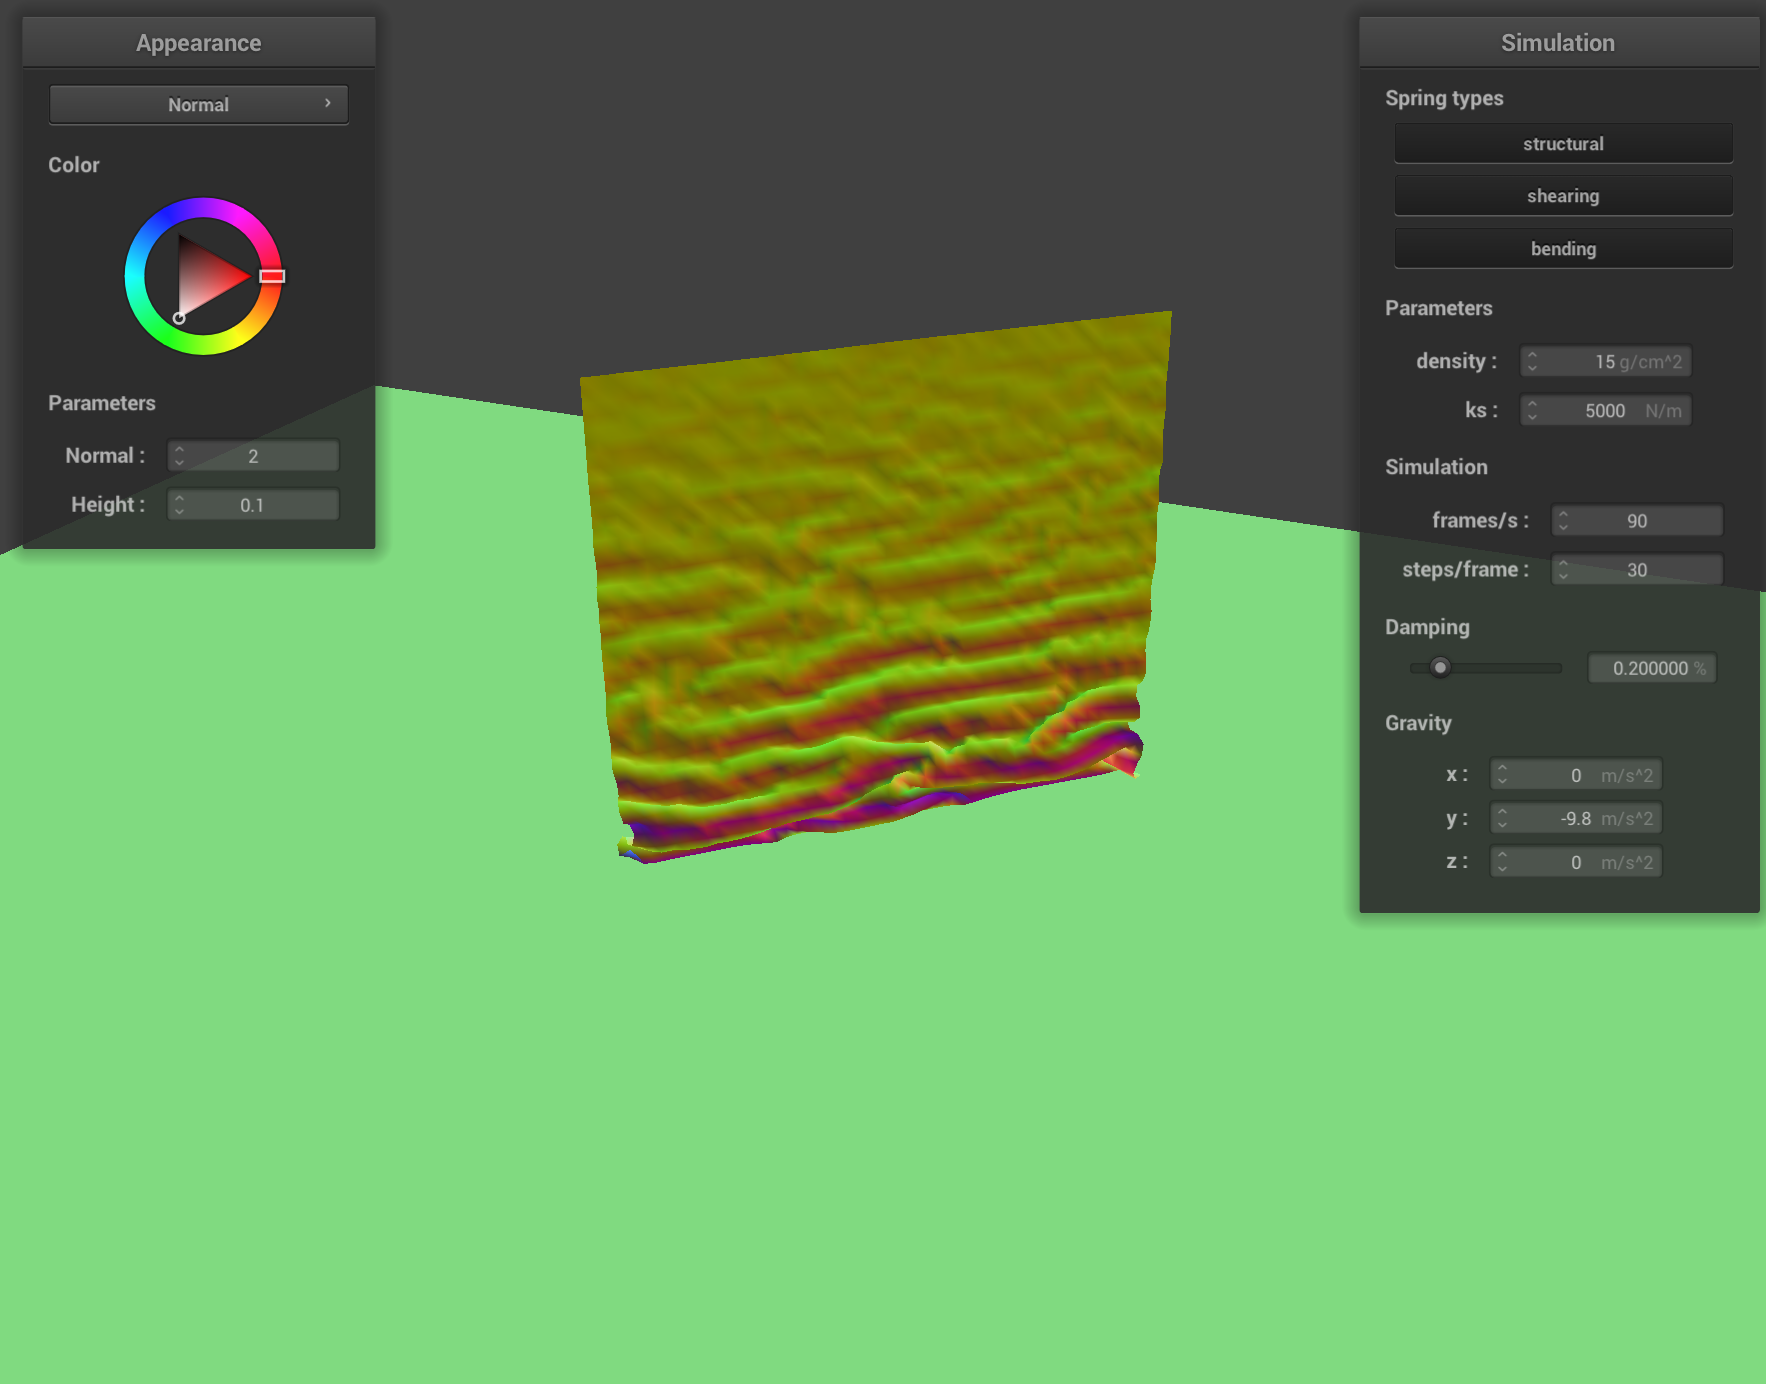 Appearance
Normal
Color
Parameters
Normal : 2
Height : 0.1
Simulation
Spring types
structural
shearing
bending
Parameters
density : 15 g/cm^2
ks : 5000 N/m
Simulation
frames/s : 90
steps/frame : 30
Damping
0.200000 %
Gravity
x : 0 m/s^2
y : -9.8 m/s^2
z : 0 m/s^2